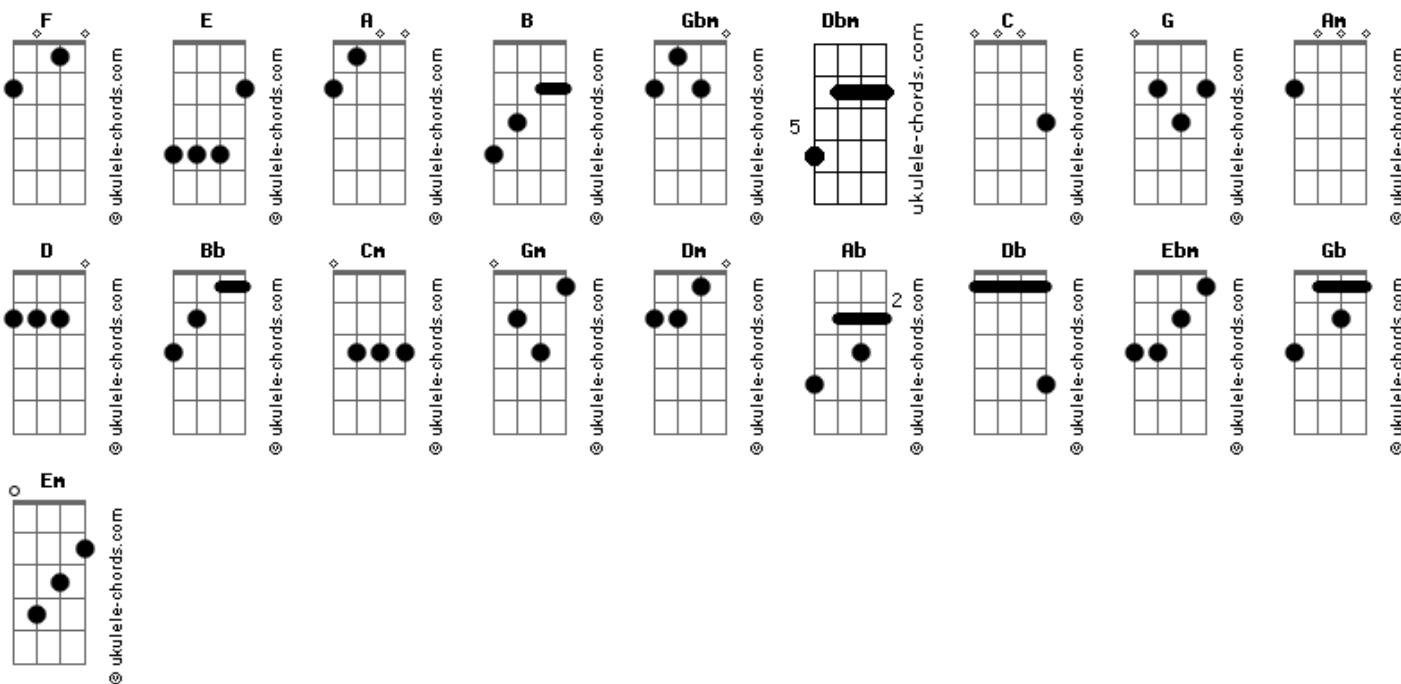 F E A B Gbm Dbm C G Am
5
© ukulele-chords.com © ukulele-chords.com © ukulele-chords.com © ukulele-chords.com © ukulele-chords.com ukulele-chords.com © ukulele-chords.com © ukulele-chords.com © ukulele-chords.com
D Bb Cm Gm Dm Ab Db Ebm Gb
2
© ukulele-chords.com © ukulele-chords.com © ukulele-chords.com © ukulele-chords.com © ukulele-chords.com © ukulele-chords.com © ukulele-chords.com © ukulele-chords.com © ukulele-chords.com
Em
© ukulele-chords.com